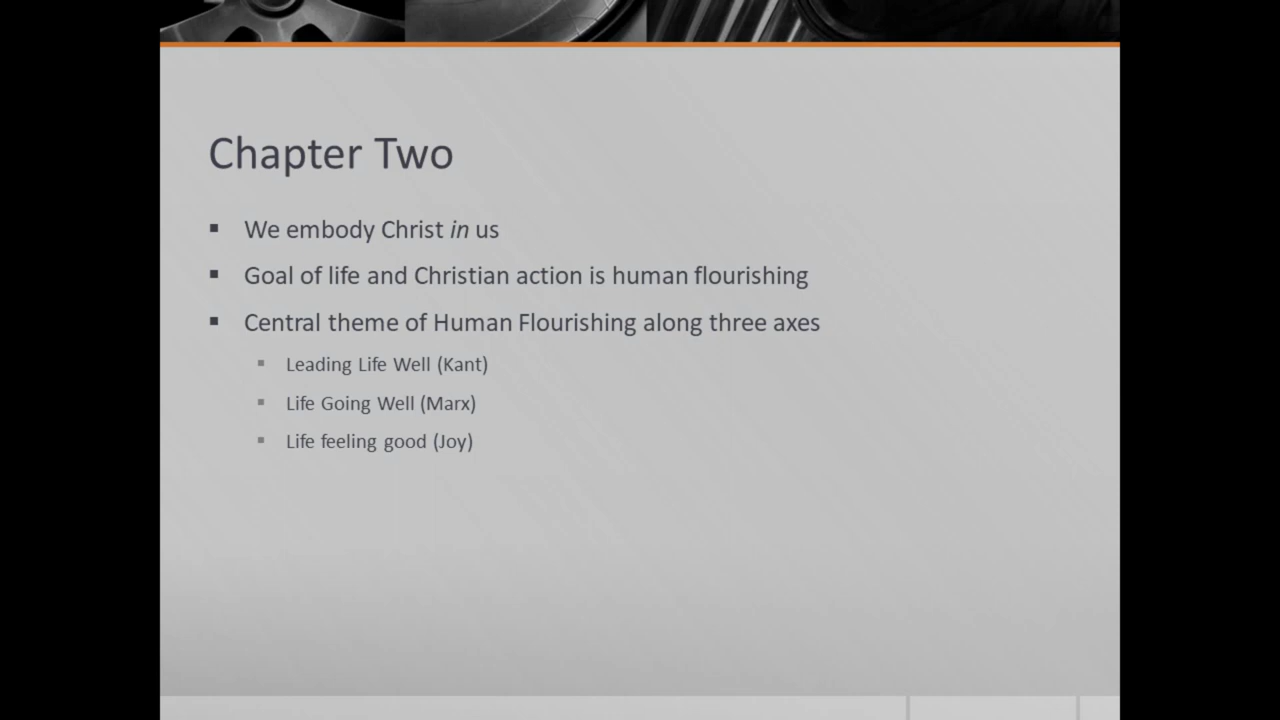 Chapter Two
We embody Christ in us
Goal of life and Christian action is human flourishing
Central theme of Human Flourishing along three axes
Leading Life Well (Kant)
Life Going Well (Marx)
Life feeling good (Joy)